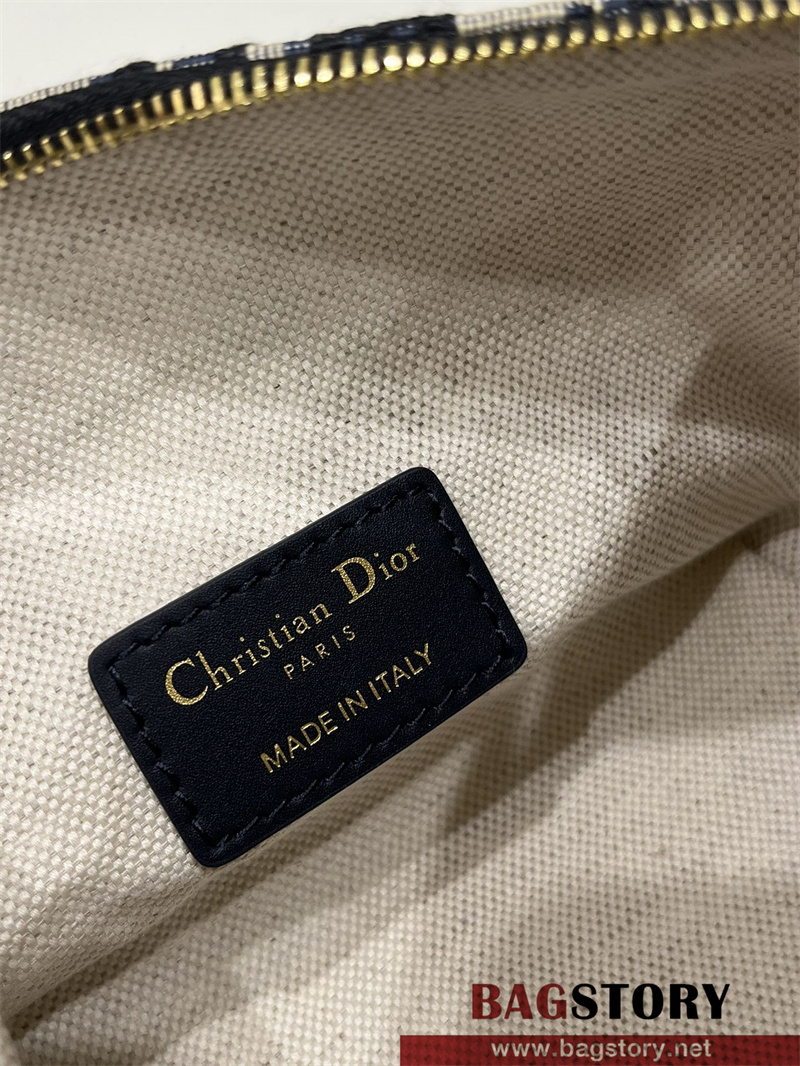 Christian Dior
PARIS
MADE IN ITALY
BAGSTORY
www.bagstory.net